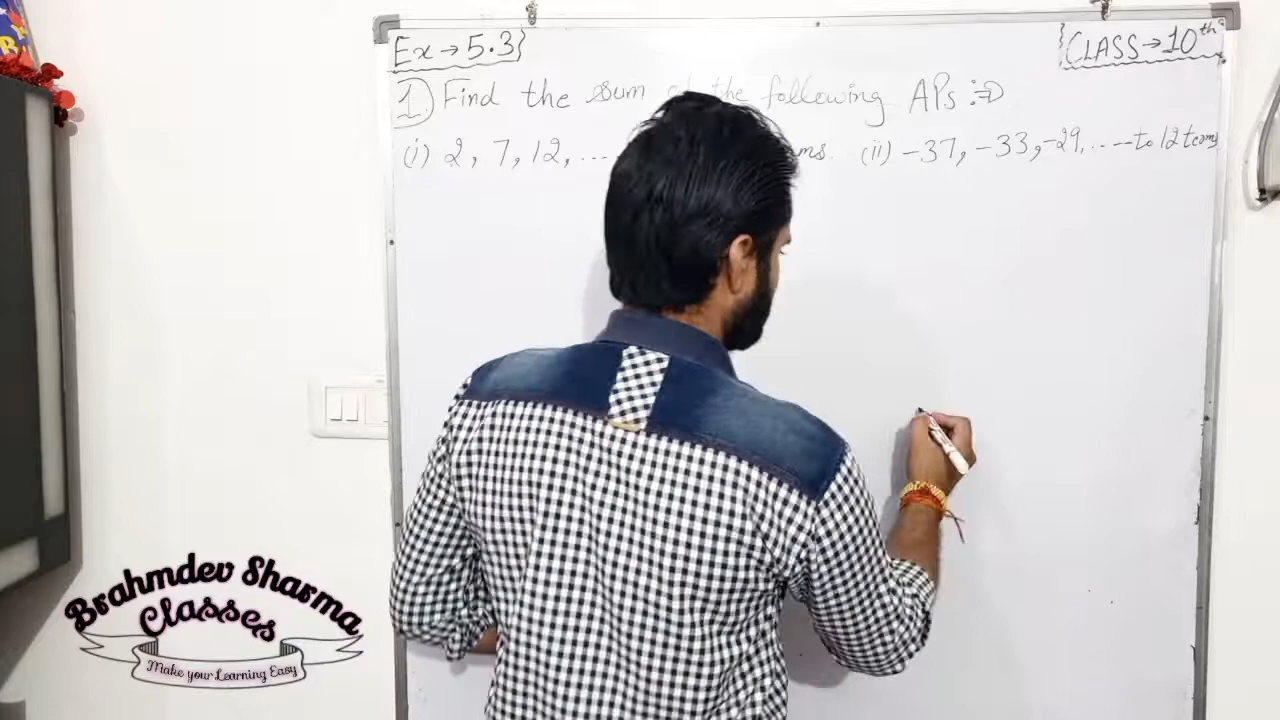 Ex→5.3
CLASS→10th
1) Find the sum the following APs :⇒
(i) 2, 7, 12, ... (ii) -37, -33, -29, .... to 12 terms
Brahmdev Sharma
Classes
Make your Learning Easy